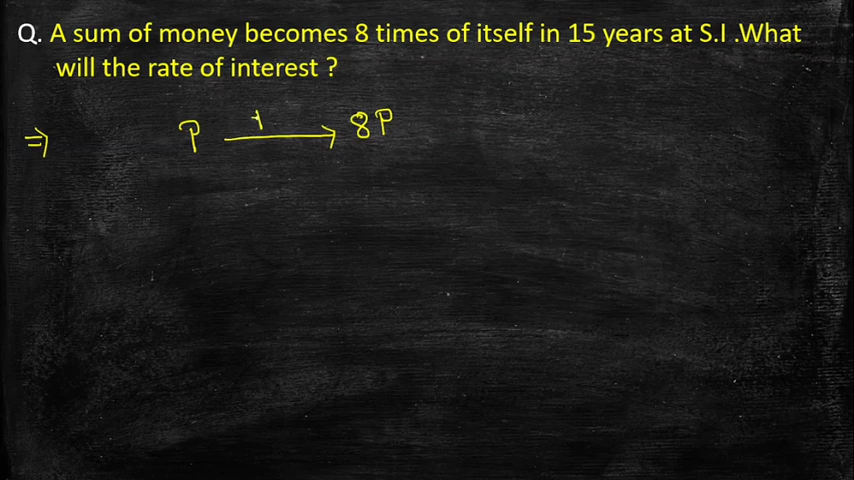 Q. A sum of money becomes 8 times of itself in 15 years at S.I .What
will the rate of interest ?
⇒ P → 8P